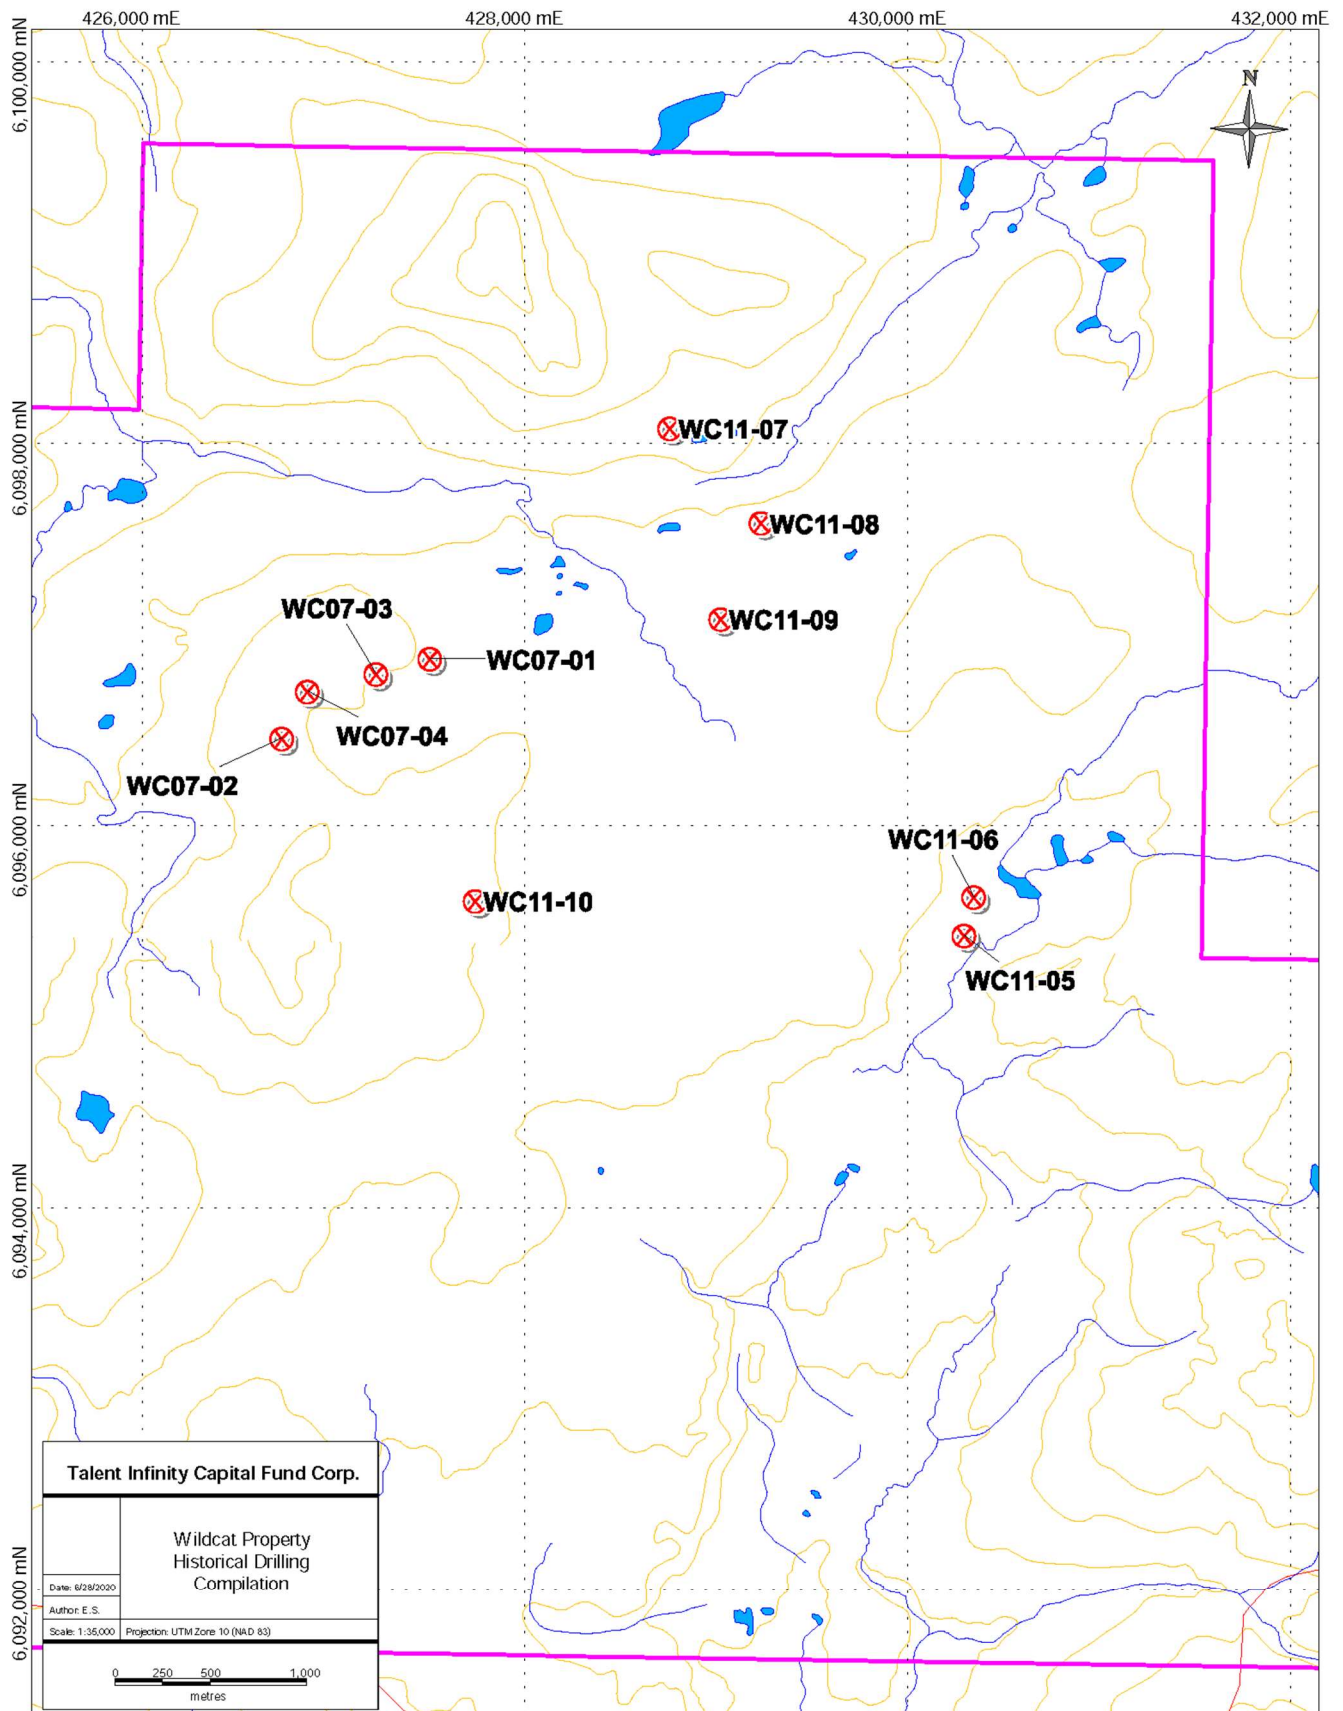 426,000 mE
428,000 mE
430,000 mE
432,000 mE
6,100,000 mN
N
WC11-07
6,098,000 mN
WC11-08
WC07-03
WC11-09
WC07-01
WC07-04
WC07-02
6,096,000 mN
WC11-06
WC11-10
WC11-05
6,094,000 mN
6,092,000 mN
Talent Infinity Capital Fund Corp.
Wildcat Property
Historical Drilling
Compilation
Date: 6/28/2020
Author: E.S.
Scale: 1:35,000
Projection: UTM Zone 10 (NAD 83)
0 250 500 1,000
metres